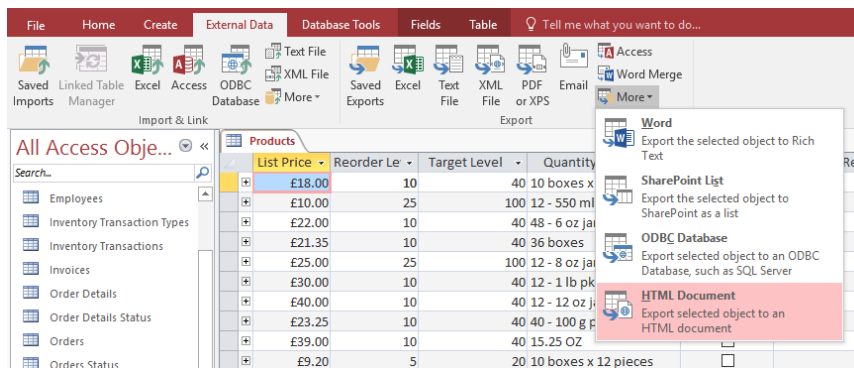 File Home Create External Data Database Tools Fields Table Tell me what you want to do...
Saved Imports
Linked Table Manager
Excel
Access
ODBC Database
Text File
XML File
More
Import & Link
Saved Exports
Excel
Text File
XML File
PDF or XPS
Email
Access
Word Merge
More
Export
Word
Export the selected object to Rich
Text
SharePoint List
Export the selected object to
SharePoint as a list
ODBC Database
Export selected object to an ODBC
Database, such as SQL Server
HTML Document
Export selected object to an
HTML document
All Access Obje... «
Search...
Employees
Inventory Transaction Types
Inventory Transactions
Invoices
Order Details
Order Details Status
Orders
Orders Status
Products
List Price Reorder Le Target Level Quantity Re
£18.00 10 40 10 boxes x
£10.00 25 100 12 - 550 ml
£22.00 10 40 48 - 6 oz jar
£21.35 10 40 36 boxes
£25.00 25 100 12 - 8 oz jar
£30.00 10 40 12 - 1 lb pk
£40.00 10 40 12 - 12 oz j
£23.25 10 40 40 - 100 g p
£39.00 10 40 15.25 OZ
£9.20 5 20 10 boxes x 12 pieces